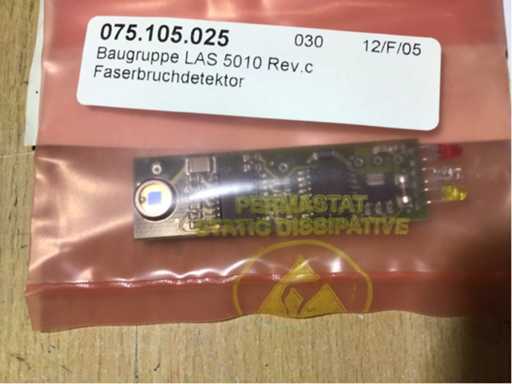 075.105.025 030 12/F/05
Baugruppe LAS 5010 Rev.c
Faserbruchdetektor
PERMASTAT
STATIC DISSIPATIVE